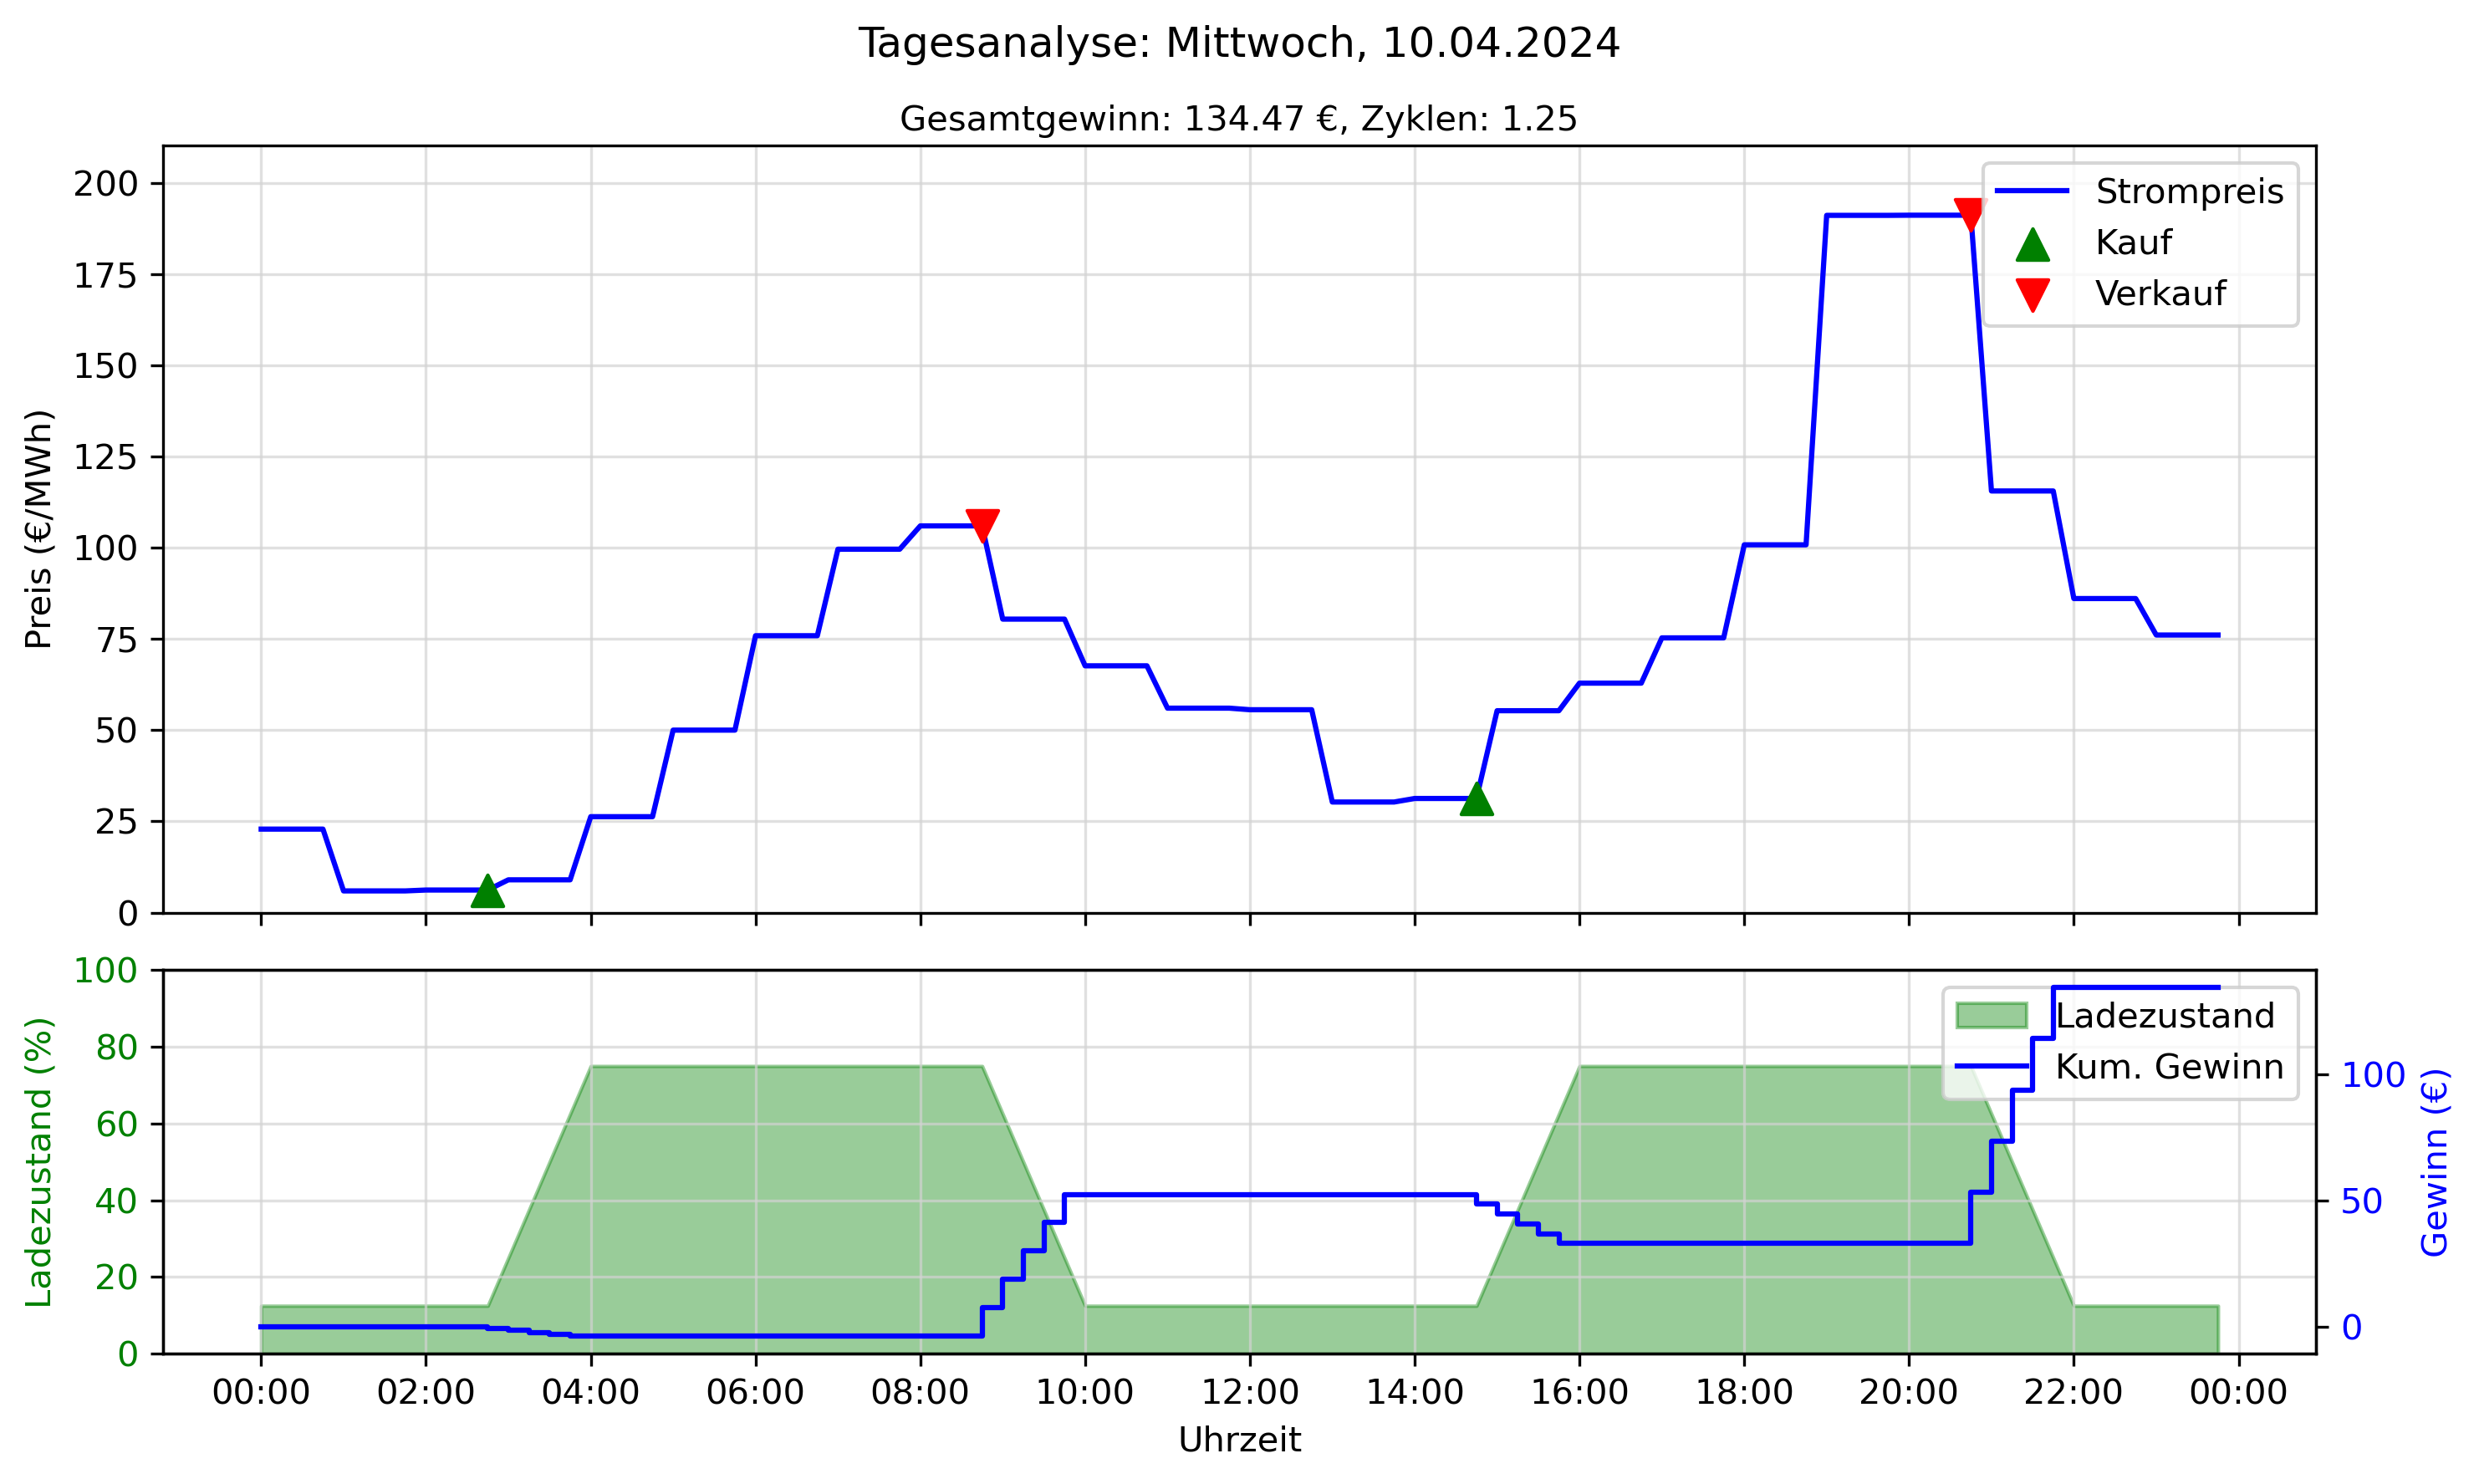 Tagesanalyse: Mittwoch, 10.04.2024
Gesamtgewinn: 134.47 €, Zyklen: 1.25
Preis (€/MWh)
200
175
150
125
100
75
50
25
0
Strompreis
Kauf
Verkauf
Ladezustand (%)
100
80
60
40
20
0
Ladezustand
Kum. Gewinn
100
50
0
Gewinn (€)
00:00 02:00 04:00 06:00 08:00 10:00 12:00 14:00 16:00 18:00 20:00 22:00 00:00
Uhrzeit